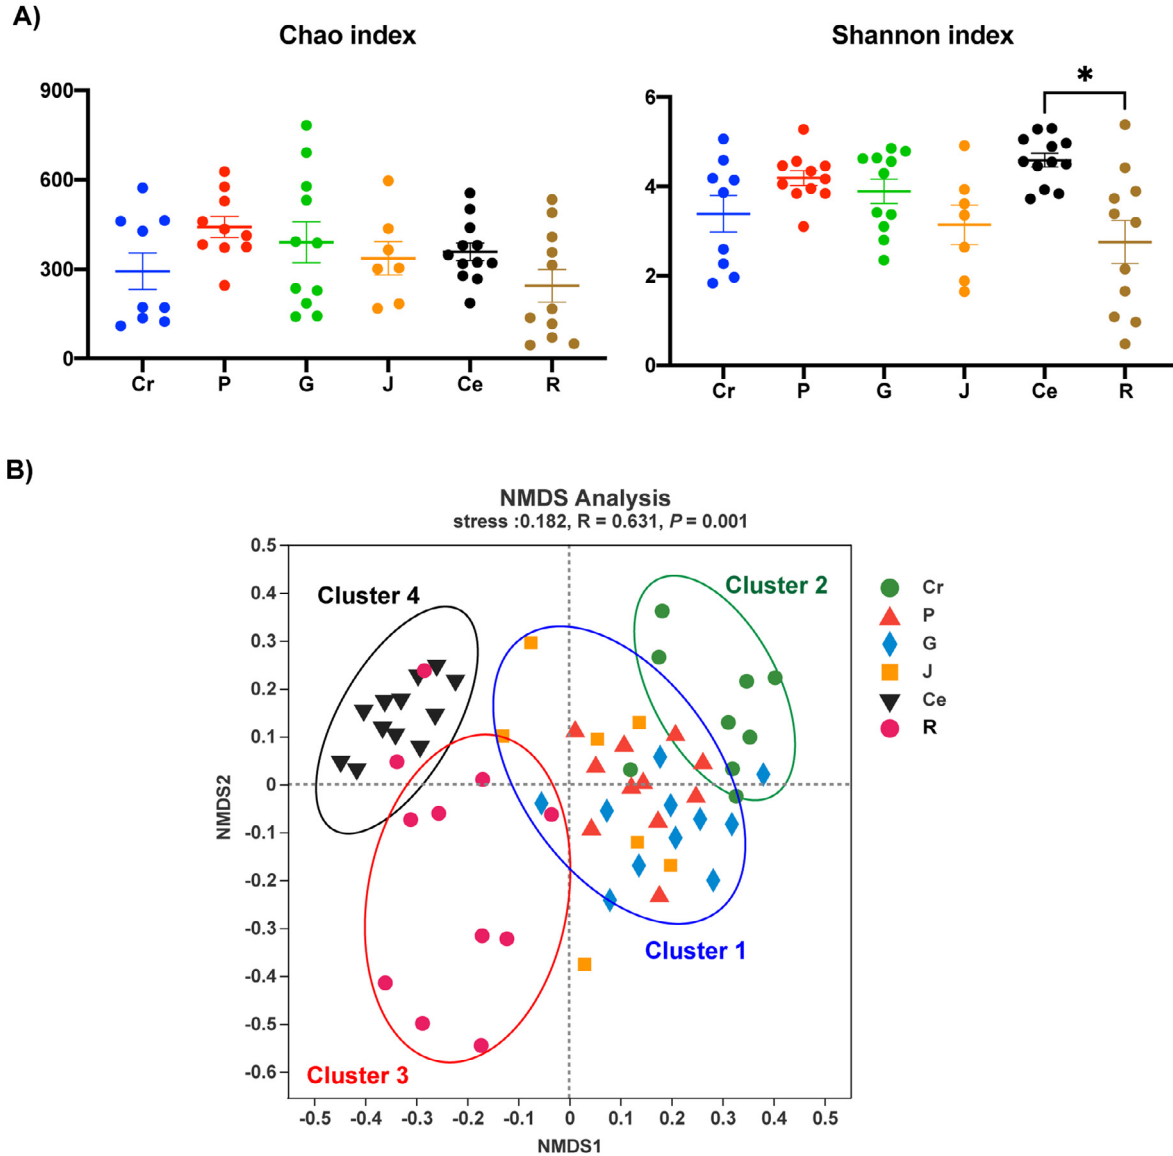 A)
Chao index
900
600
300
0
Cr P G J Ce R
Shannon index
*
6
4
2
0
Cr P G J Ce R
B)
NMDS Analysis
stress :0.182, R = 0.631, P = 0.001
0.5
0.4
0.3
0.2
0.1
0
-0.1
-0.2
-0.3
-0.4
-0.5
-0.6
NMDS2
Cluster 4
Cluster 2
Cluster 1
Cluster 3
Cr
P
G
J
Ce
R
-0.5 -0.4 -0.3 -0.2 -0.1 0 0.1 0.2 0.3 0.4 0.5
NMDS1